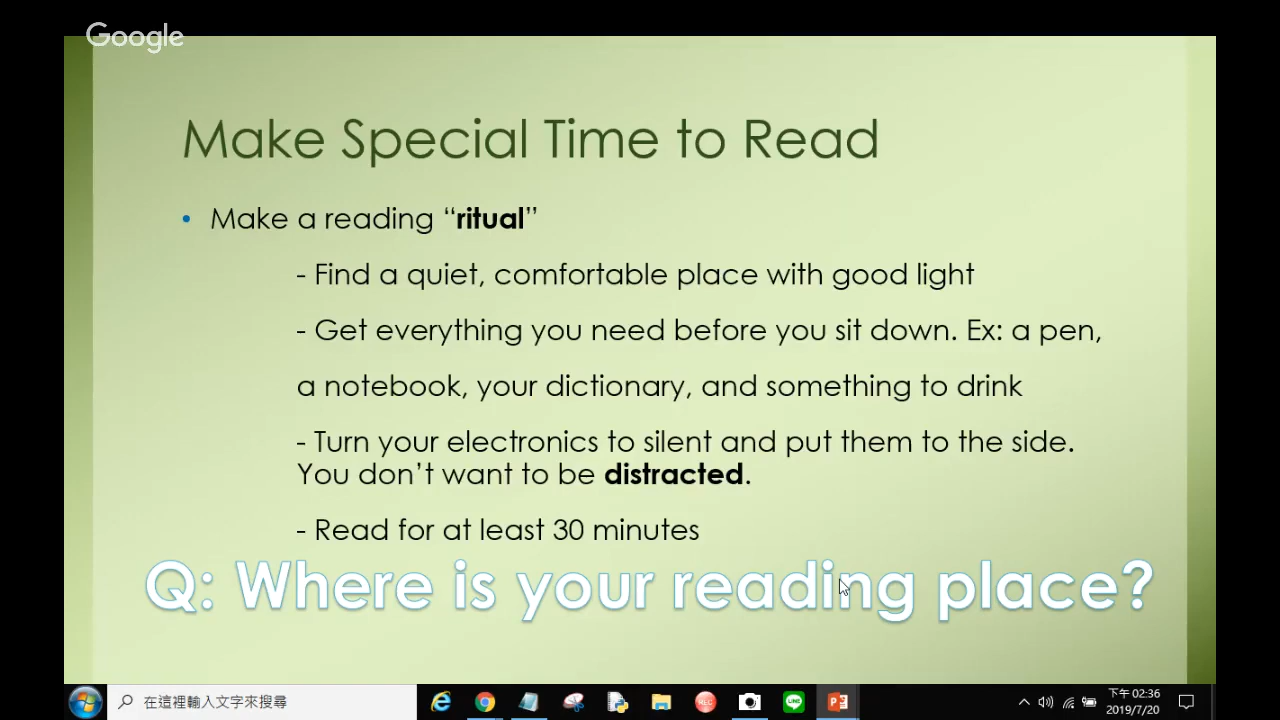 Google
Make Special Time to Read
• Make a reading “ritual”
- Find a quiet, comfortable place with good light
- Get everything you need before you sit down. Ex: a pen,
a notebook, your dictionary, and something to drink
- Turn your electronics to silent and put them to the side.
You don’t want to be distracted.
- Read for at least 30 minutes
Q: Where is your reading place?
在這裡輸入文字來搜尋
REC
LINE
下午 02:36
2019/7/20